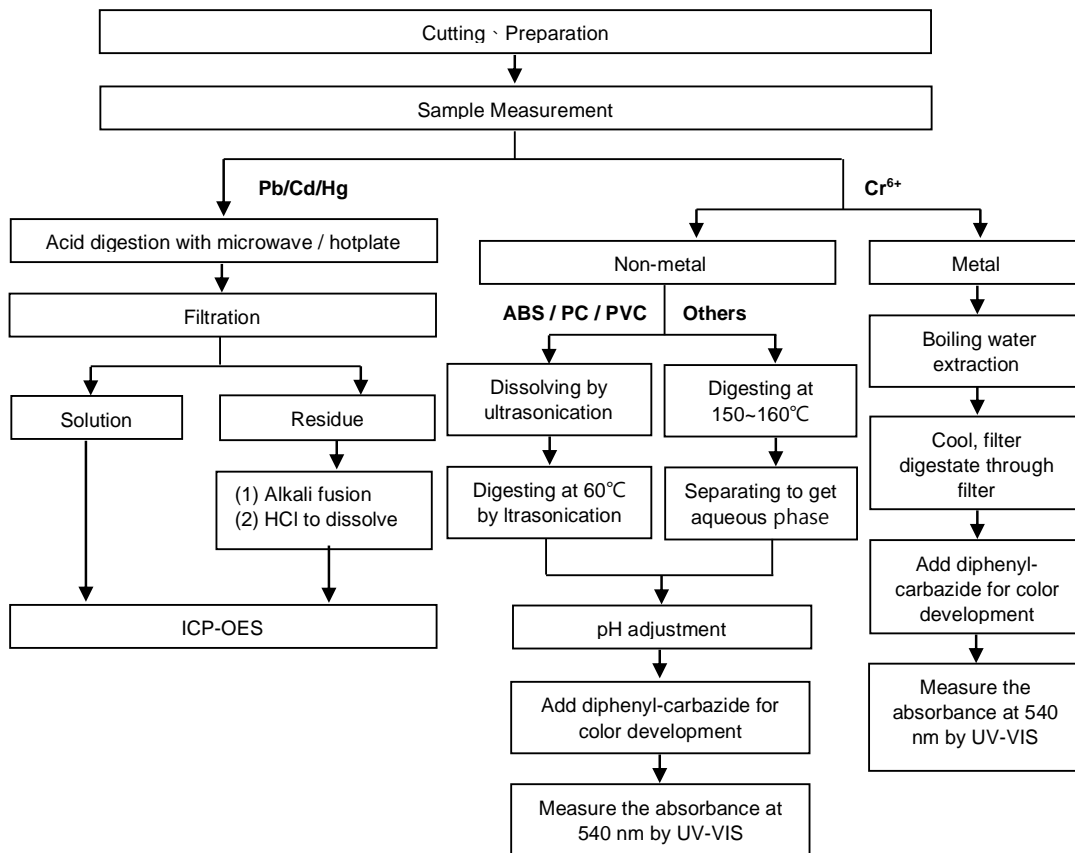 Cutting、Preparation
Sample Measurement
Pb/Cd/Hg
Cr⁶⁺
Acid digestion with microwave / hotplate
Non-metal
Metal
Filtration
ABS / PC / PVC
Others
Boiling water
extraction
Solution
Residue
Dissolving by
ultrasonication
Digesting at
150~160℃
Cool, filter
digestate through
filter
(1) Alkali fusion
(2) HCl to dissolve
Digesting at 60℃
by ltrasonication
Separating to get
aqueous phase
Add diphenyl-
carbazide for color
development
ICP-OES
pH adjustment
Measure the
absorbance at 540
nm by UV-VIS
Add diphenyl-carbazide for
color development
Measure the absorbance at
540 nm by UV-VIS